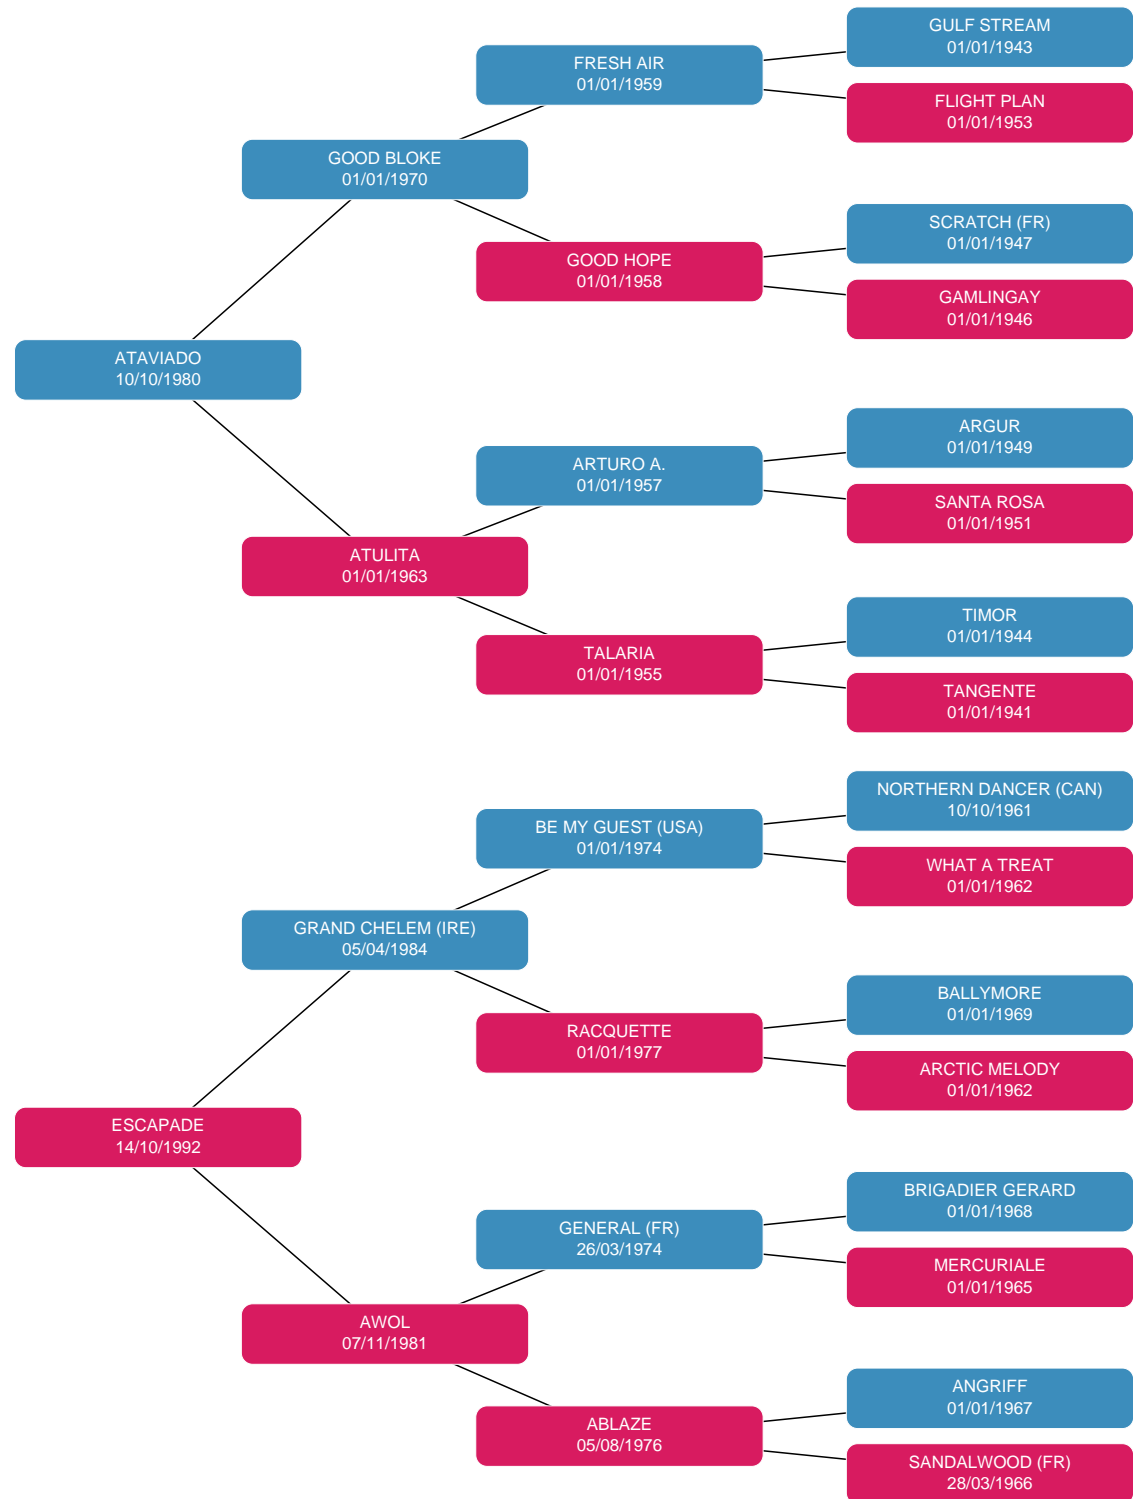 GULF STREAM
01/01/1943
FRESH AIR
01/01/1959
FLIGHT PLAN
01/01/1953
GOOD BLOKE
01/01/1970
SCRATCH (FR)
01/01/1947
GOOD HOPE
01/01/1958
GAMLINGAY
01/01/1946
ATAVIADO
10/10/1980
ARGUR
01/01/1949
ARTURO A.
01/01/1957
SANTA ROSA
01/01/1951
ATULITA
01/01/1963
TIMOR
01/01/1944
TALARIA
01/01/1955
TANGENTE
01/01/1941
NORTHERN DANCER (CAN)
10/10/1961
BE MY GUEST (USA)
01/01/1974
WHAT A TREAT
01/01/1962
GRAND CHELEM (IRE)
05/04/1984
BALLYMORE
01/01/1969
RACQUETTE
01/01/1977
ARCTIC MELODY
01/01/1962
ESCAPADE
14/10/1992
BRIGADIER GERARD
01/01/1968
GENERAL (FR)
26/03/1974
MERCURIALE
01/01/1965
AWOL
07/11/1981
ANGRIFF
01/01/1967
ABLAZE
05/08/1976
SANDALWOOD (FR)
28/03/1966